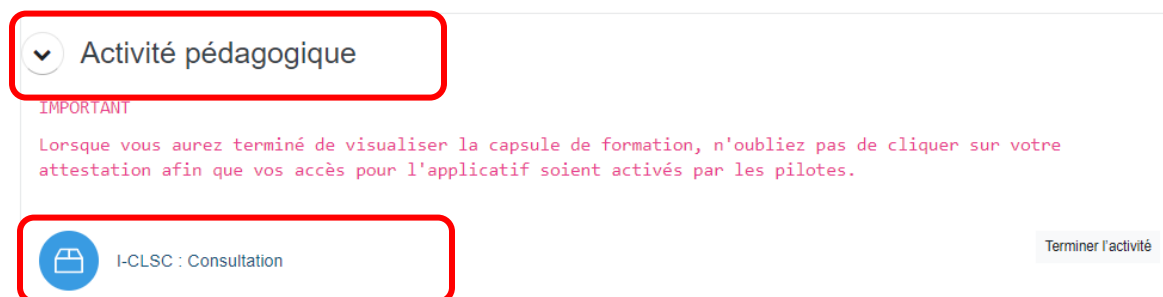 Activité pédagogique
IMPORTANT
Lorsque vous aurez terminé de visualiser la capsule de formation, n'oubliez pas de cliquer sur votre
attestation afin que vos accès pour l'applicatif soient activés par les pilotes.
I-CLSC : Consultation
Terminer l'activité